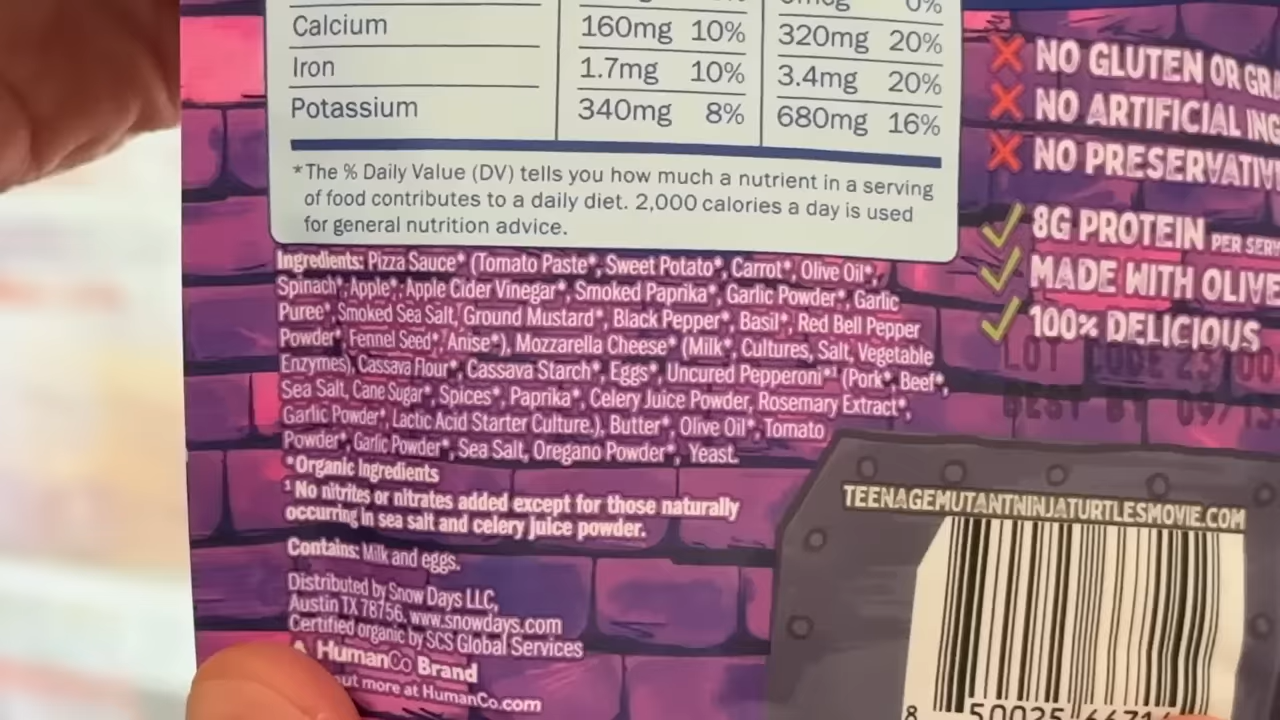 0%
Calcium 160mg 10% 320mg 20%
Iron 1.7mg 10% 3.4mg 20%
Potassium 340mg 8% 680mg 16%
*The % Daily Value (DV) tells you how much a nutrient in a serving
of food contributes to a daily diet. 2,000 calories a day is used
for general nutrition advice.
Ingredients: Pizza Sauce* (Tomato Paste*, Sweet Potato*, Carrot*, Olive Oil*,
Spinach*, Apple*, Apple Cider Vinegar*, Smoked Paprika*, Garlic Powder*, Garlic
Puree*, Smoked Sea Salt, Ground Mustard*, Black Pepper*, Basil*, Red Bell Pepper
Powder*, Fennel Seed*, Anise*), Mozzarella Cheese* (Milk*, Cultures, Salt, Vegetable
Enzymes), Cassava Flour*, Cassava Starch*, Eggs*, Uncured Pepperoni*¹ (Pork*, Beef*,
Sea Salt, Cane Sugar*, Spices*, Paprika*, Celery Juice Powder, Rosemary Extract*,
Garlic Powder*, Lactic Acid Starter Culture.), Butter*, Olive Oil*, Tomato
Powder*, Garlic Powder*, Sea Salt, Oregano Powder*, Yeast.
*Organic Ingredients
¹ No nitrites or nitrates added except for those naturally
occurring in sea salt and celery juice powder.
Contains: Milk and eggs.
Distributed by Snow Days LLC,
Austin TX 78756, www.snowdays.com
Certified organic by SCS Global Services
A HumanCo Brand
out more at HumanCo.com
NO GLUTEN OR GRA
NO ARTIFICIAL ING
NO PRESERVATIV
8G PROTEIN PER SERV
MADE WITH OLIVE
100% DELICIOUS
LOT CODE 23
BEST BY 09/13
TEENAGEMUTANTNINJATURTLESMOVIE.COM
8 50025